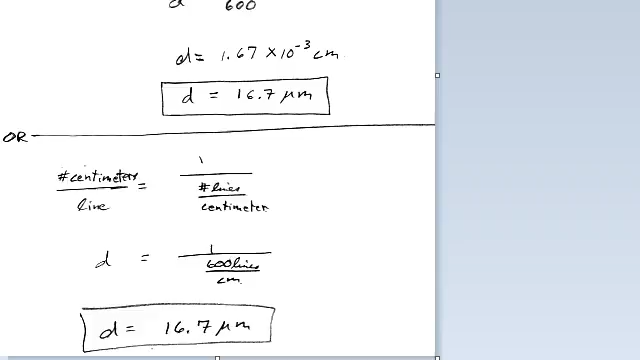 d 600
d = 1.67 × 10⁻³ cm
d = 16.7 μm
OR
#centimeters / line = 1 / (#lines / centimeter)
d = 1 / (600 lines / cm)
d = 16.7 μm